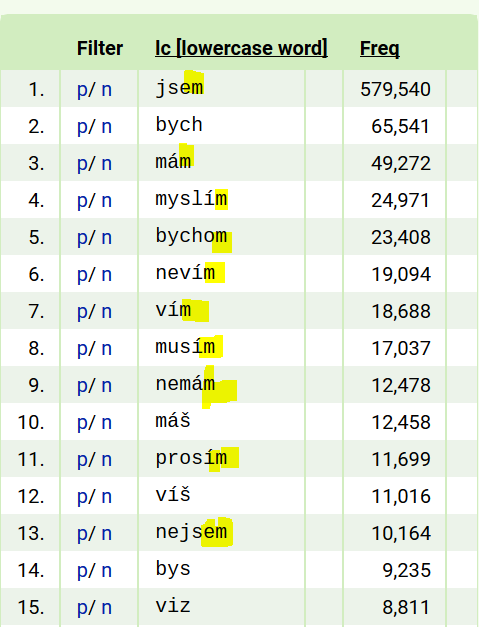 Filter lc [lowercase word] Freq
1. p/ n jsem 579,540
2. p/ n bych 65,541
3. p/ n mám 49,272
4. p/ n myslím 24,971
5. p/ n bychom 23,408
6. p/ n nevím 19,094
7. p/ n vím 18,688
8. p/ n musím 17,037
9. p/ n nemám 12,478
10. p/ n máš 12,458
11. p/ n prosím 11,699
12. p/ n víš 11,016
13. p/ n nejsem 10,164
14. p/ n bys 9,235
15. p/ n viz 8,811